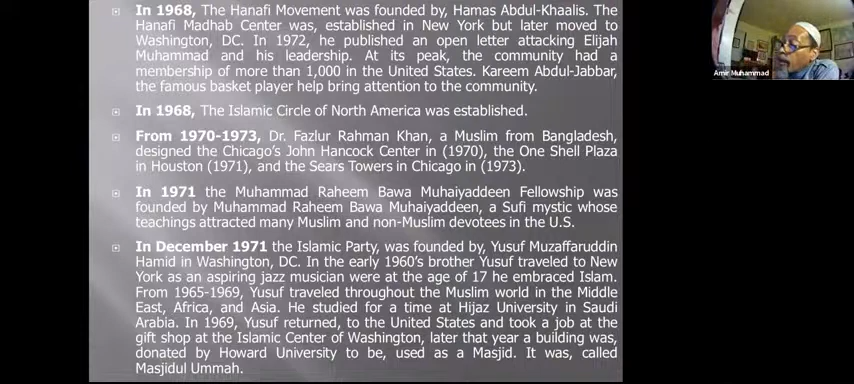 In 1968, The Hanafi Movement was founded by, Hamas Abdul-Khaalis. The
Hanafi Madhab Center was, established in New York but later moved to
Washington, DC. In 1972, he published an open letter attacking Elijah
Muhammad and his leadership. At its peak, the community had a
membership of more than 1,000 in the United States. Kareem Abdul-Jabbar,
the famous basket player help bring attention to the community.
In 1968, The Islamic Circle of North America was established.
From 1970-1973, Dr. Fazlur Rahman Khan, a Muslim from Bangladesh,
designed the Chicago's John Hancock Center in (1970), the One Shell Plaza
in Houston (1971), and the Sears Towers in Chicago in (1973).
In 1971 the Muhammad Raheem Bawa Muhaiyaddeen Fellowship was
founded by Muhammad Raheem Bawa Muhaiyaddeen, a Sufi mystic whose
teachings attracted many Muslim and non-Muslim devotees in the U.S.
In December 1971 the Islamic Party, was founded by, Yusuf Muzaffaruddin
Hamid in Washington, DC. In the early 1960's brother Yusuf traveled to New
York as an aspiring jazz musician were at the age of 17 he embraced Islam.
From 1965-1969, Yusuf traveled throughout the Muslim world in the Middle
East, Africa, and Asia. He studied for a time at Hijaz University in Saudi
Arabia. In 1969, Yusuf returned, to the United States and took a job at the
gift shop at the Islamic Center of Washington, later that year a building was,
donated by Howard University to be, used as a Masjid. It was, called
Masjidul Ummah.
Amir Muhammad